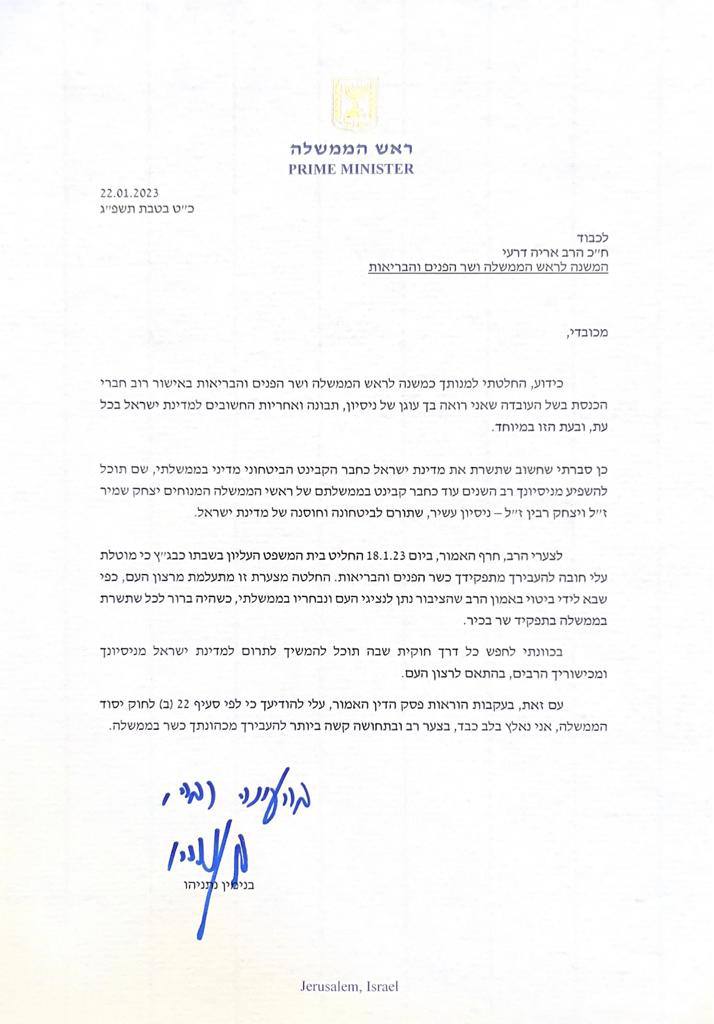 ראש הממשלה
PRIME MINISTER
22.01.2023
כ"ט בטבת תשפ"ג
לכבוד
ח"כ הרב אריה דרעי
המשנה לראש הממשלה ושר הפנים והבריאות
מכובדי,
כידוע, החלטתי למנותך כמשנה לראש הממשלה ושר הפנים והבריאות באישור רוב חברי
הכנסת בשל העובדה שאני רואה בך עוגן של ניסיון, תבונה ואחריות החשובים למדינת ישראל בכל
עת, ובעת הזו במיוחד.
כן סברתי שחשוב שתשרת את מדינת ישראל כחבר הקבינט הביטחוני מדיני בממשלתי, שם תוכל
להשפיע מניסיונך רב השנים עוד כחבר קבינט בממשלתם של ראשי הממשלה המנוחים יצחק שמיר
ז"ל ויצחק רבין ז"ל – ניסיון עשיר, שתורם לביטחונה וחוסנה של מדינת ישראל.
לצערי הרב, חרף האמור, ביום 18.1.23 החליט בית המשפט העליון בשבתו כבג"ץ כי מוטלת
עלי חובה להעבירך מתפקידך כשר הפנים והבריאות. החלטה מצערת זו מתעלמת מרצון העם, כפי
שבא לידי ביטוי באמון הרב שהציבור נתן לנציגי העם ונבחריו בממשלתי, כשהיה ברור לכל שתשרת
בממשלה בתפקיד שר בכיר.
בכוונתי לחפש כל דרך חוקית שבה תוכל להמשיך לתרום למדינת ישראל מניסיונך
ומכישוריך הרבים, בהתאם לרצון העם.
עם זאת, בעקבות הוראות פסק הדין האמור, עלי להודיעך כי לפי סעיף 22 (ב) לחוק יסוד
הממשלה, אני נאלץ בלב כבד, בצער רב ובתחושה קשה ביותר להעבירך מכהונתך כשר בממשלה.
בהערכה רבה,
בנימין נתניהו
Jerusalem, Israel